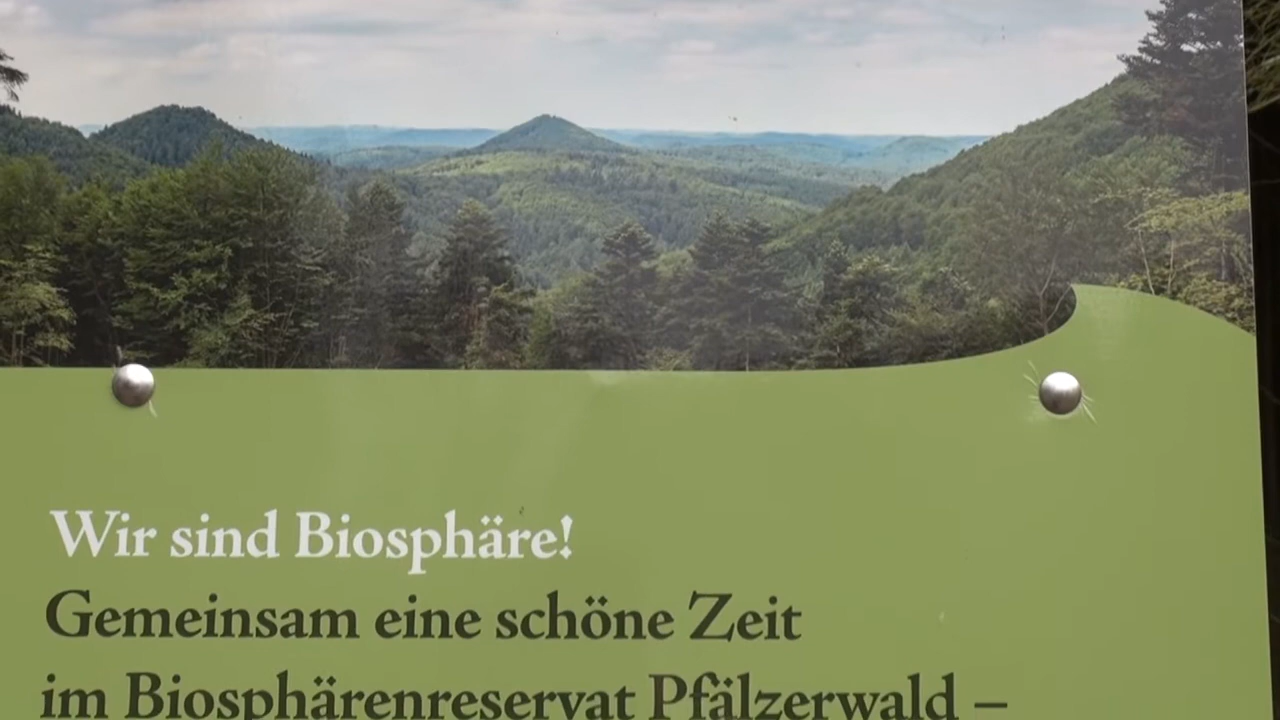 Wir sind Biosphäre!
Gemeinsam eine schöne Zeit
im Biosphärenreservat Pfälzerwald –